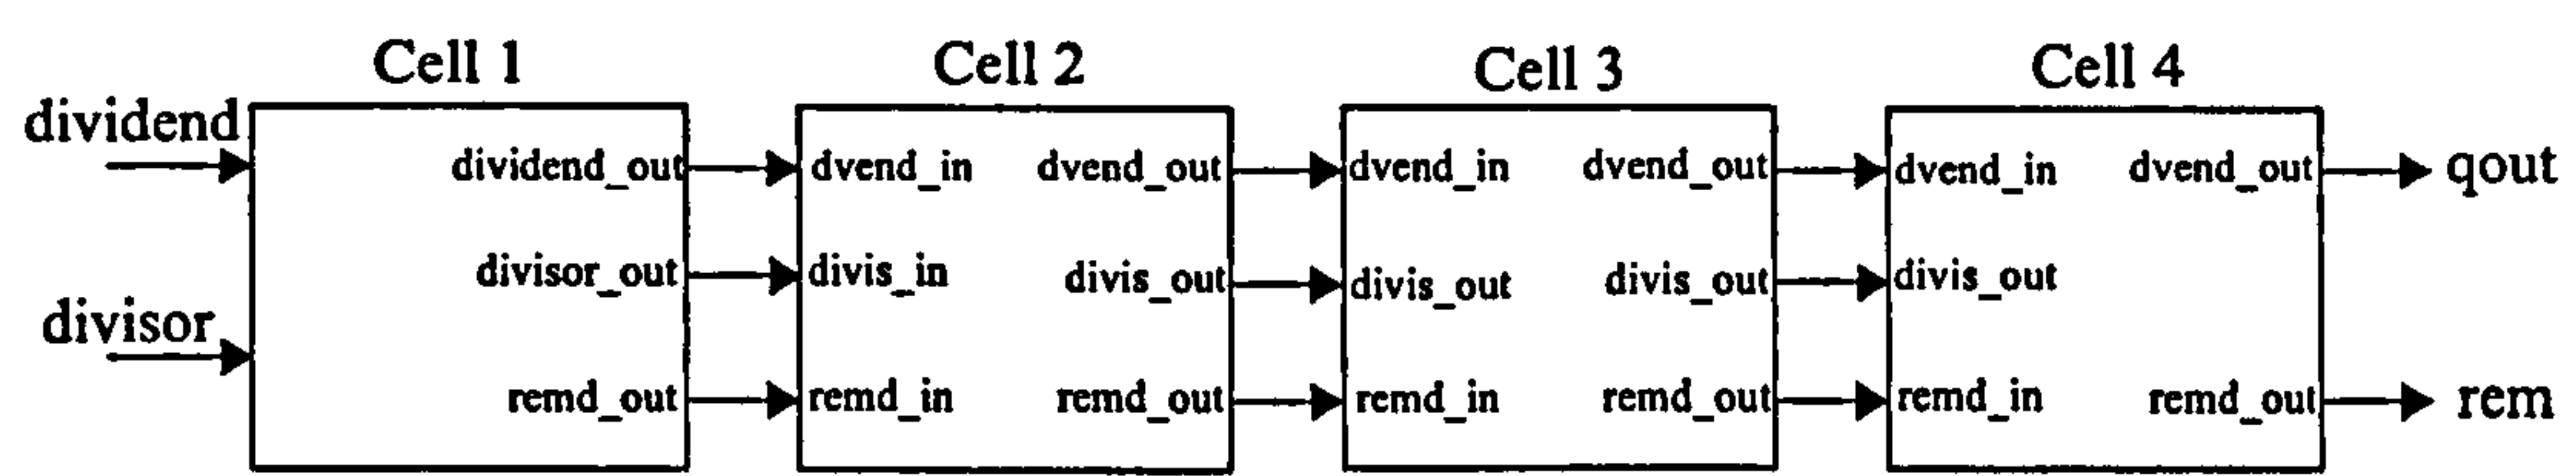 Cell 1 Cell 2 Cell 3 Cell 4
dividend
dividend_out dvend_in dvend_out dvend_in dvend_out dvend_in dvend_out qout
divisor_out divis_in divis_out divis_out divis_out divis_out
divisor
remd_out remd_in remd_out remd_in remd_out remd_in remd_out rem